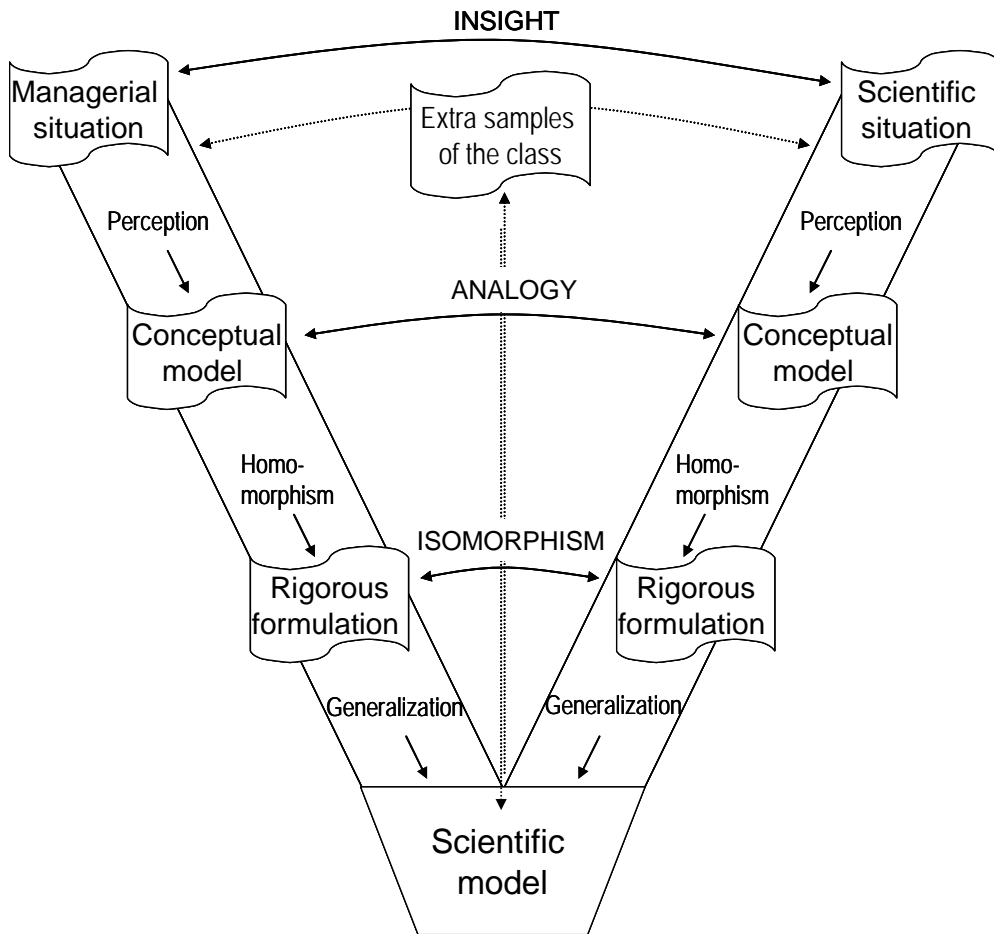 INSIGHT
Managerial
situation
Extra samples
of the class
Scientific
situation
Perception
Perception
ANALOGY
Conceptual
model
Conceptual
model
Homo-
morphism
Homo-
morphism
ISOMORPHISM
Rigorous
formulation
Rigorous
formulation
Generalization
Generalization
Scientific
model